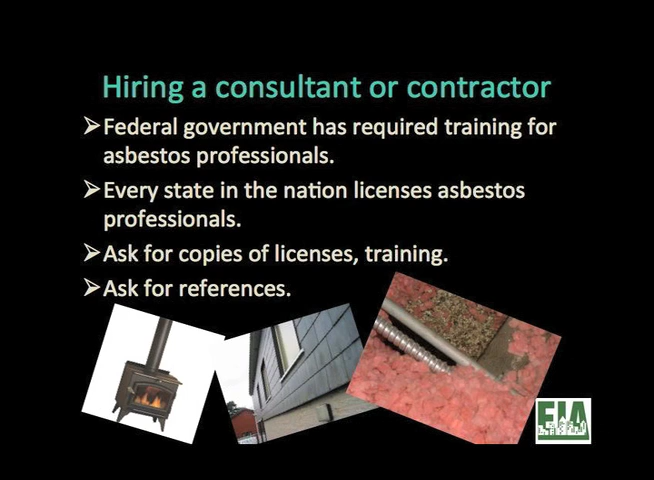 Hiring a consultant or contractor
➢Federal government has required training for
asbestos professionals.
➢Every state in the nation licenses asbestos
professionals.
➢Ask for copies of licenses, training.
➢Ask for references.
EIA